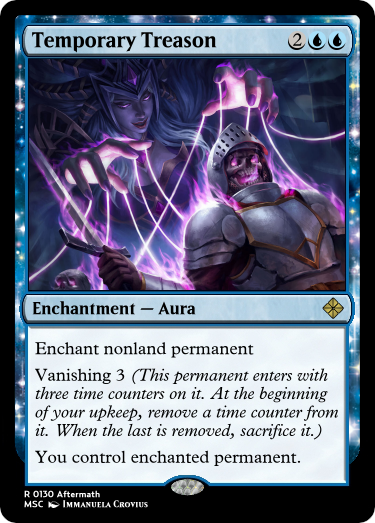 Temporary Treason 2
Enchantment — Aura
Enchant nonland permanent
Vanishing 3 (This permanent enters with
three time counters on it. At the beginning
of your upkeep, remove a time counter from
it. When the last is removed, sacrifice it.)
You control enchanted permanent.
R 0130 Aftermath
MSC Immanuela Crovius